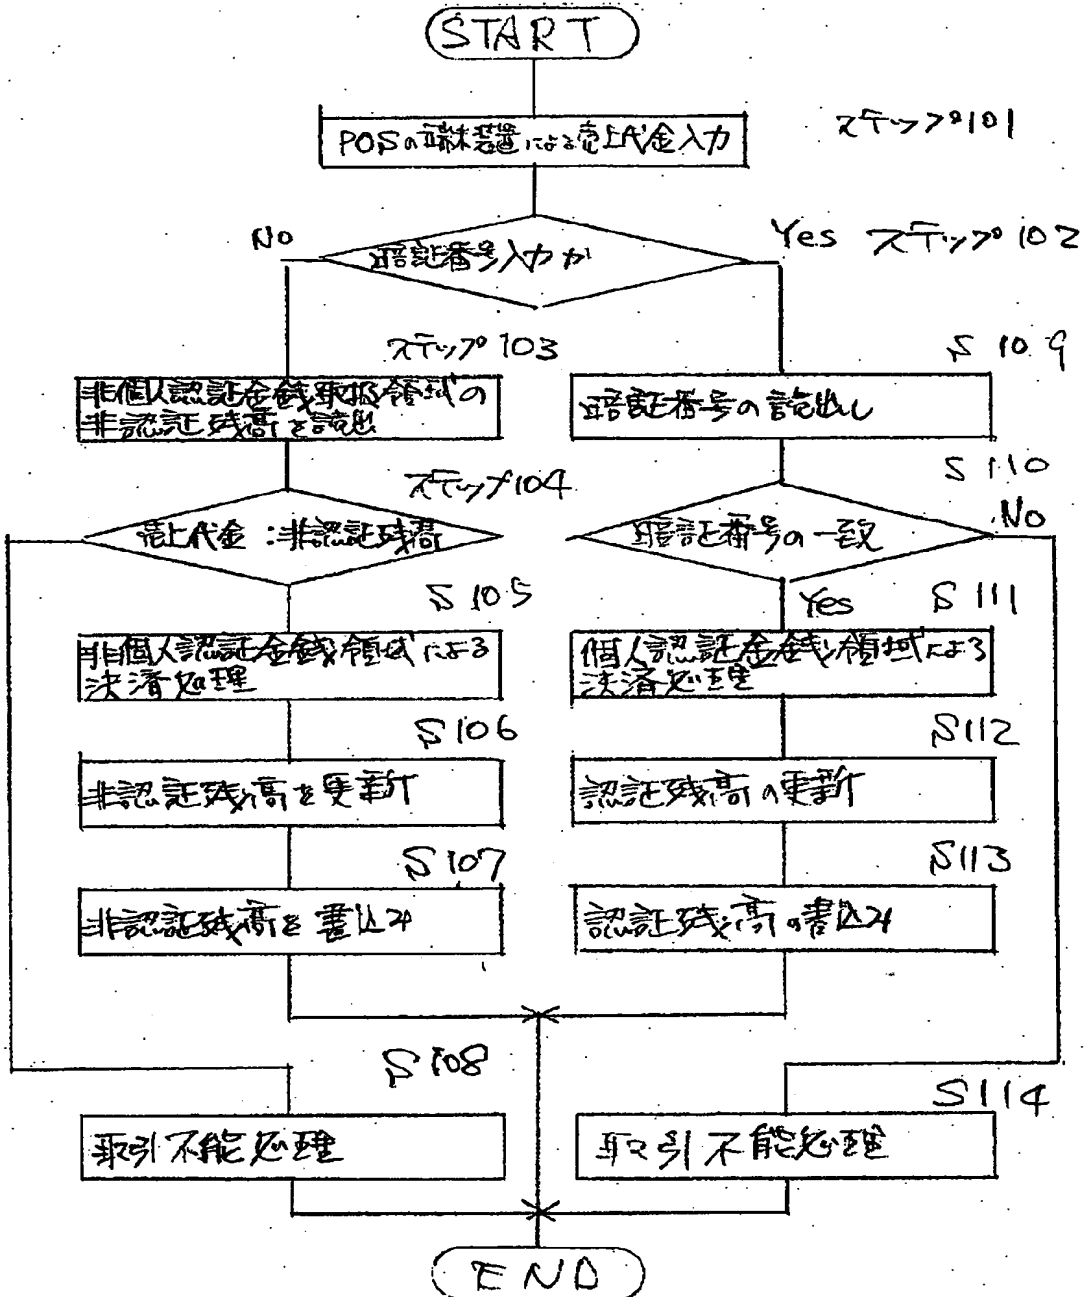 START
ステップ101
POSの端末装置による売上代金入力
No
Yes ステップ102
暗証番号入力か
ステップ103
S109
非個人認証金銭取扱領域の
非認証残高を読出
暗証番号の読出し
ステップ104
S110
売上代金:非認証残高
暗証番号の一致
No
S105
Yes
S111
非個人認証金銭領域による
決済処理
個人認証金銭領域による
決済処理
S106
S112
非認証残高を更新
認証残高の更新
S107
S113
非認証残高を書込み
認証残高の書込み
S108
S114
取引不能処理
取引不能処理
END